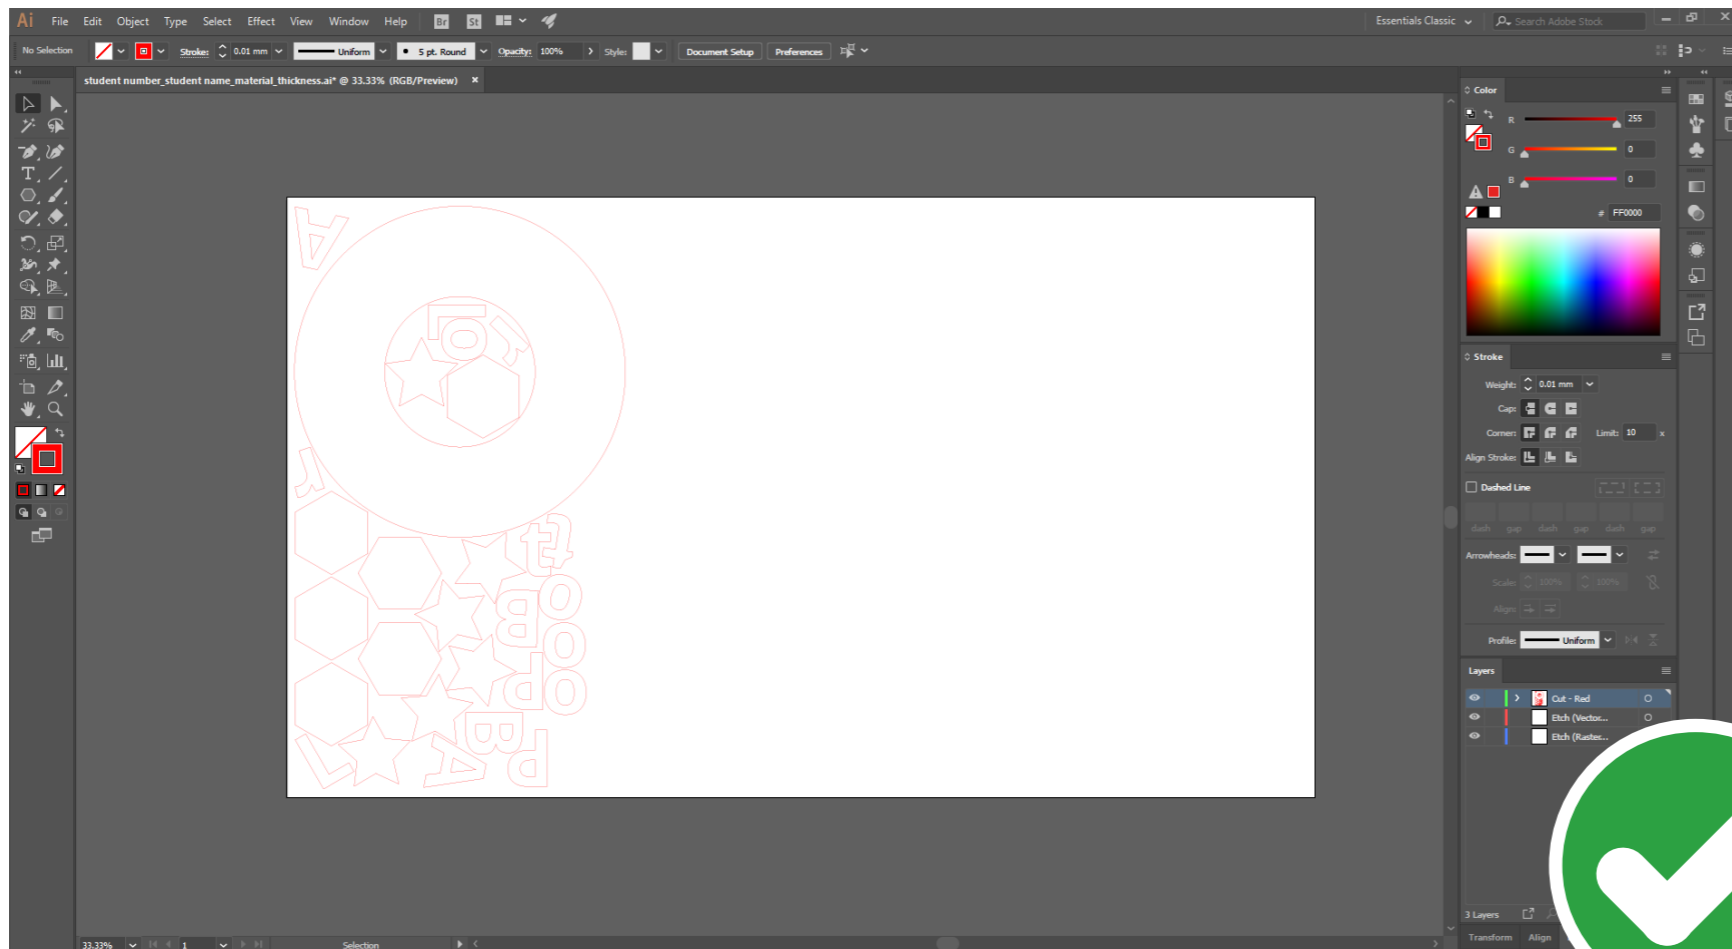 Ai File Edit Object Type Select Effect View Window Help Br St Essentials Classic Search Adobe Stock
No Selection Stroke: 0.01 mm Uniform 5 pt. Round Opacity: 100% Style: Document Setup Preferences
student number_student name_material_thickness.ai* @ 33.33% (RGB/Preview) ×
Color
R 255
G 0
B 0
# FF0000
Stroke
Weight: 0.01 mm
Cap:
Corner: Limit: 10 x
Align Stroke:
Dashed Line
dash gap dash gap dash gap
Arrowheads:
Scale: 100% 100%
Align:
Profile: Uniform
Layers
Cut - Red
Etch (Vector...
Etch (Raster...
3 Layers
Transform Align
A
L o r
r
t t
B o
o
P o
B
L A P
33.33% 1 Selection